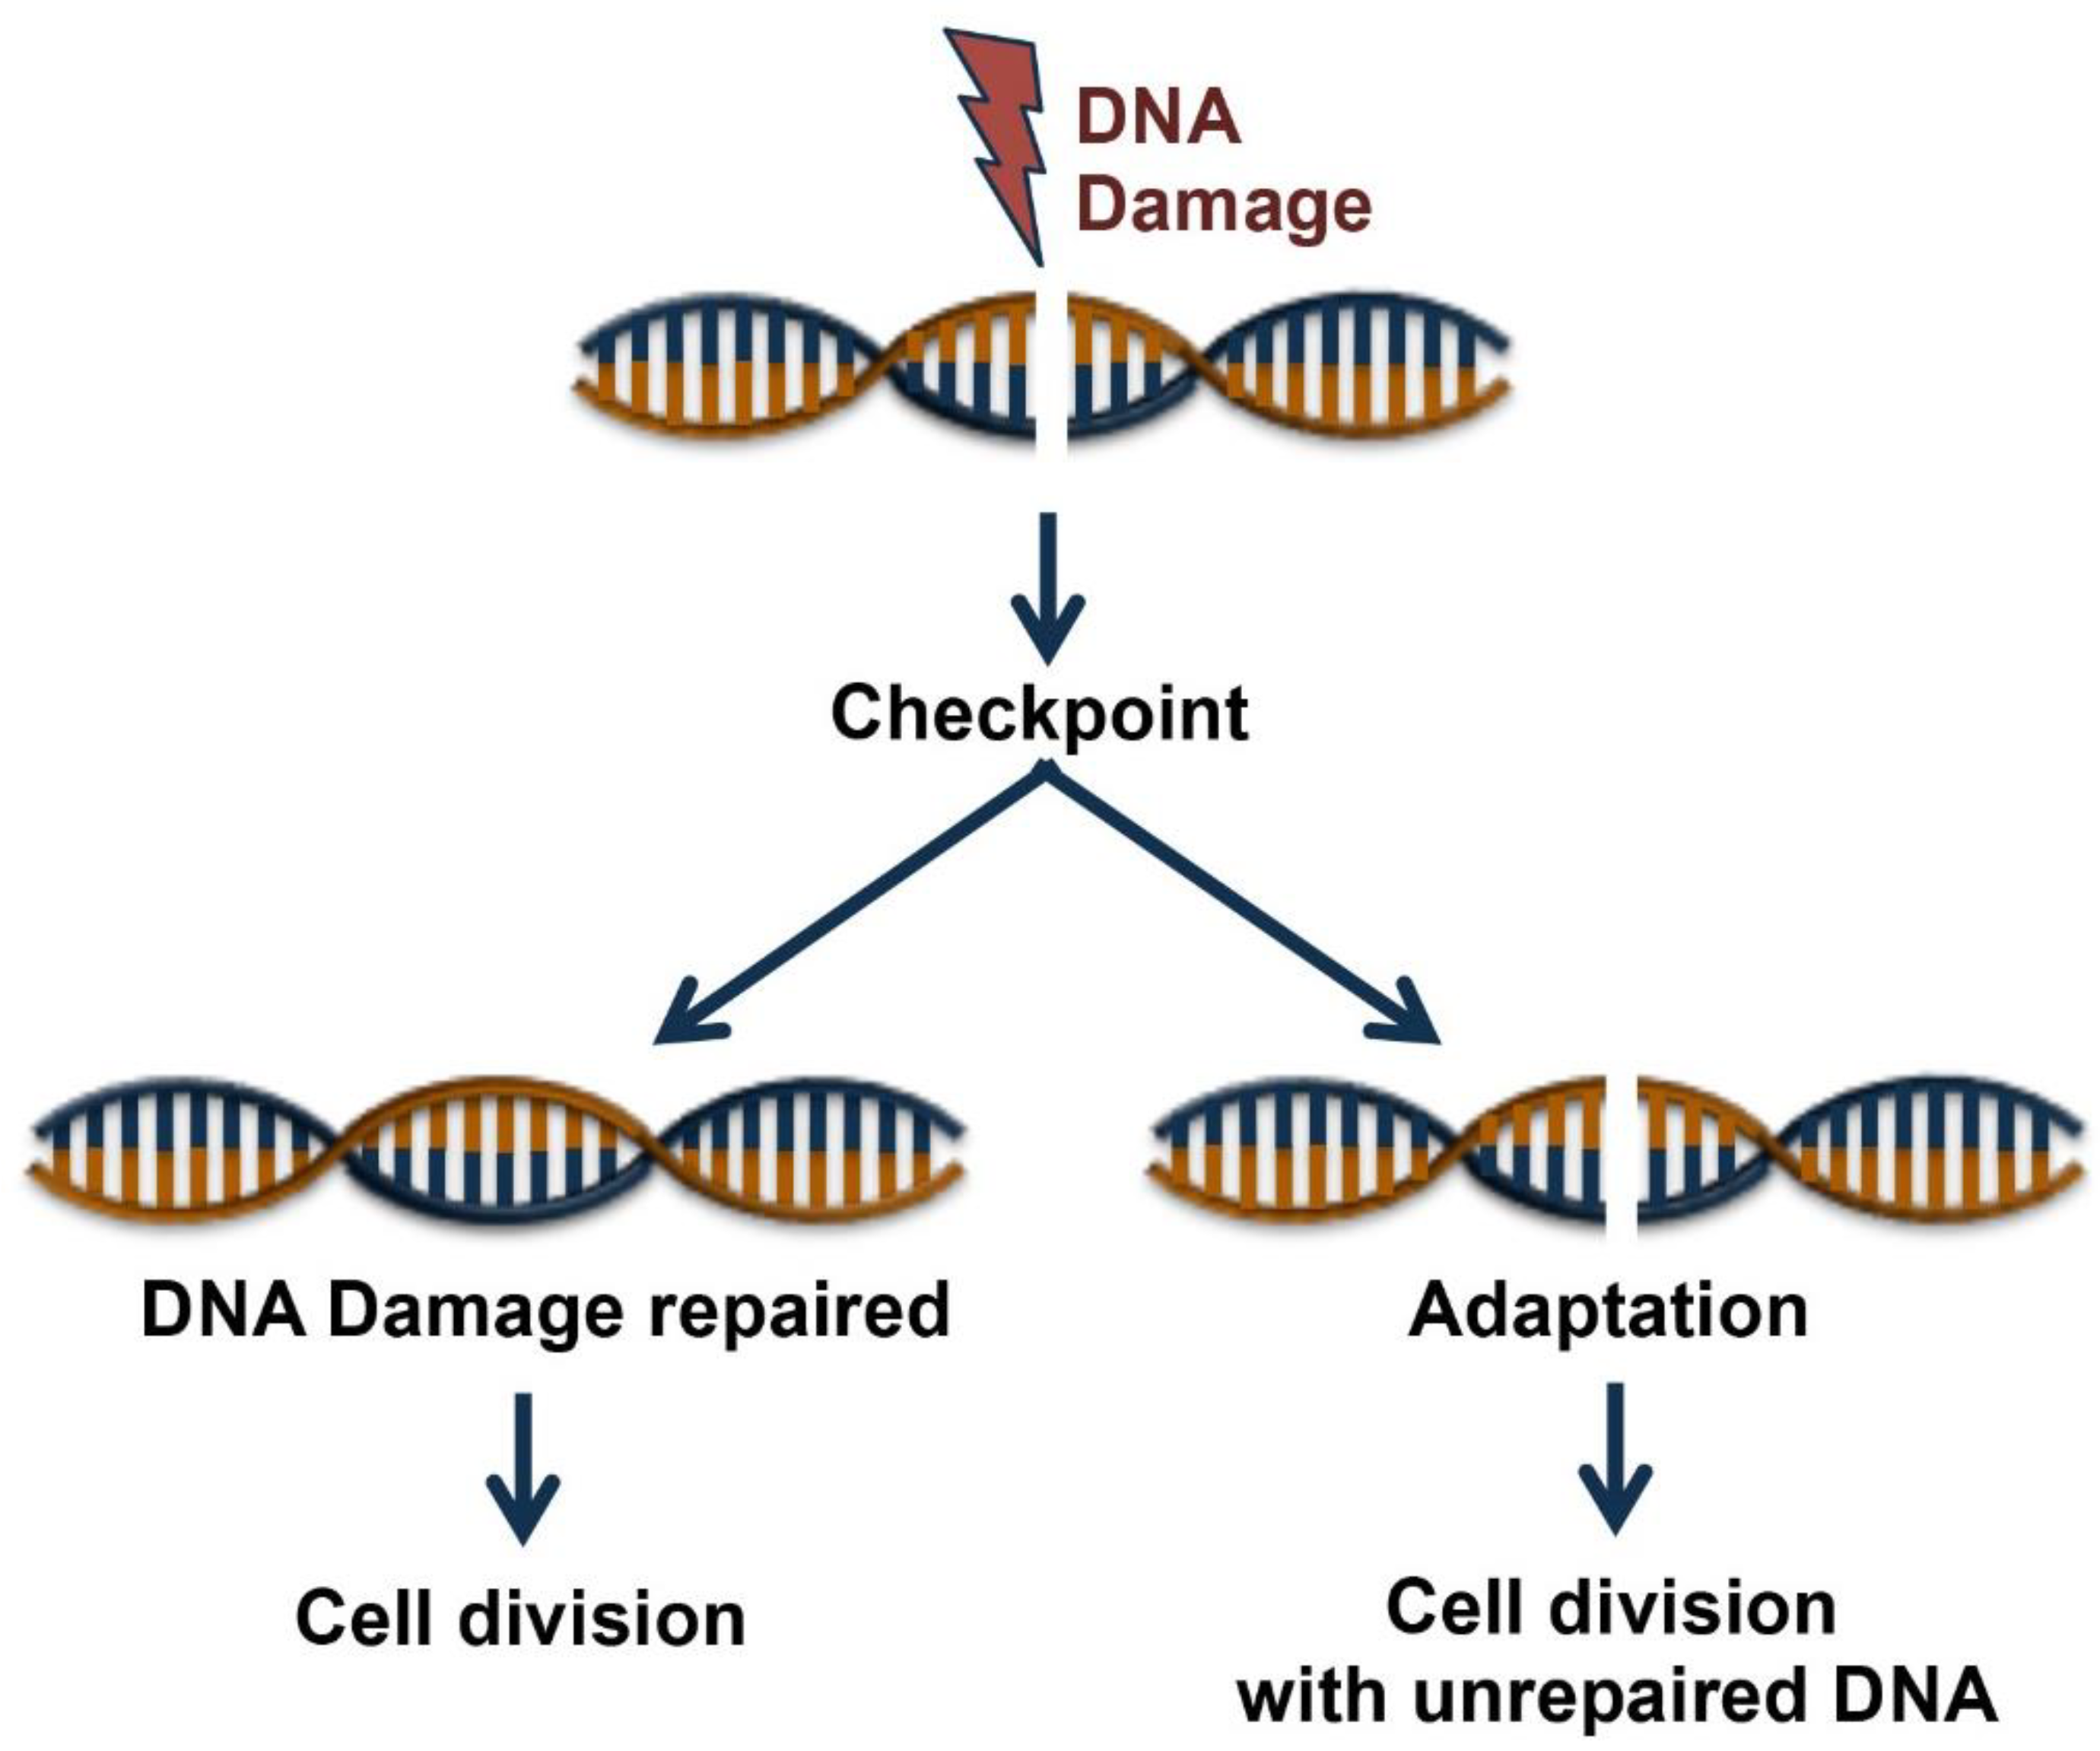 DNA
Damage
Checkpoint
DNA Damage repaired
Adaptation
Cell division
Cell division
with unrepaired DNA